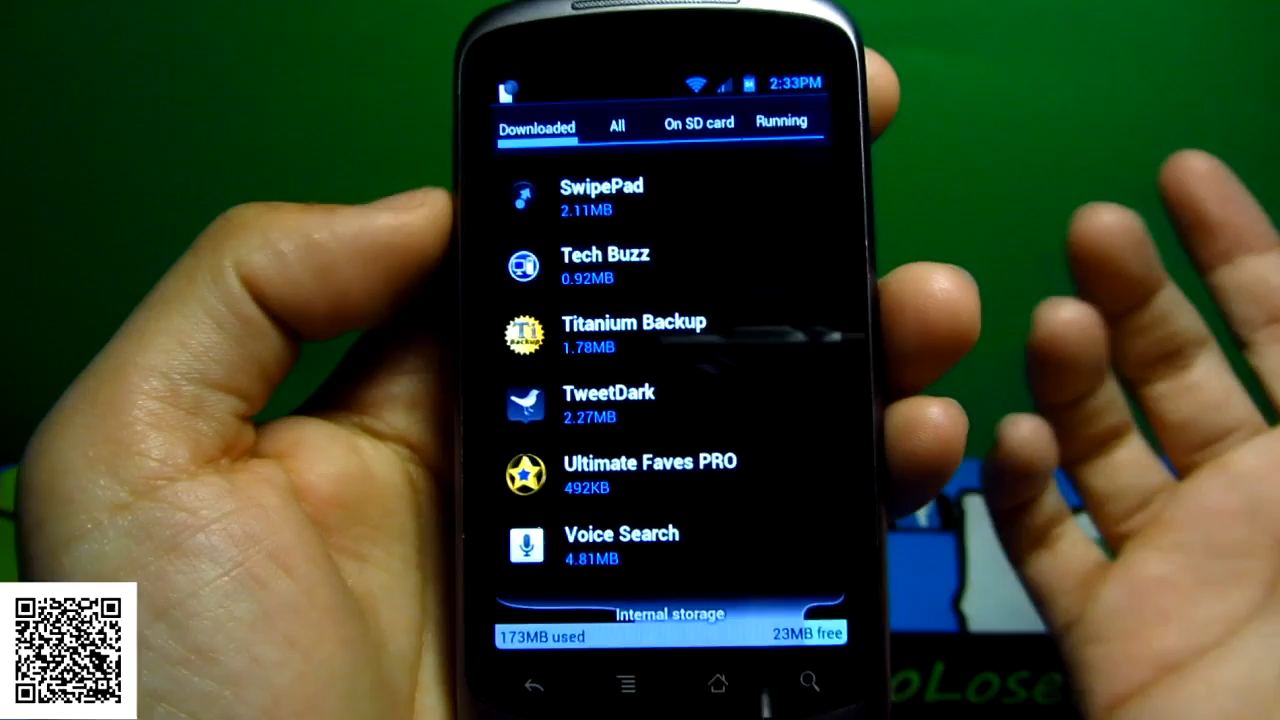 2:33PM
Downloaded All On SD card Running
SwipePad
2.11MB
Tech Buzz
0.92MB
Titanium Backup
1.78MB
TweetDark
2.27MB
Ultimate Faves PRO
492KB
Voice Search
4.81MB
Internal storage
173MB used 23MB free